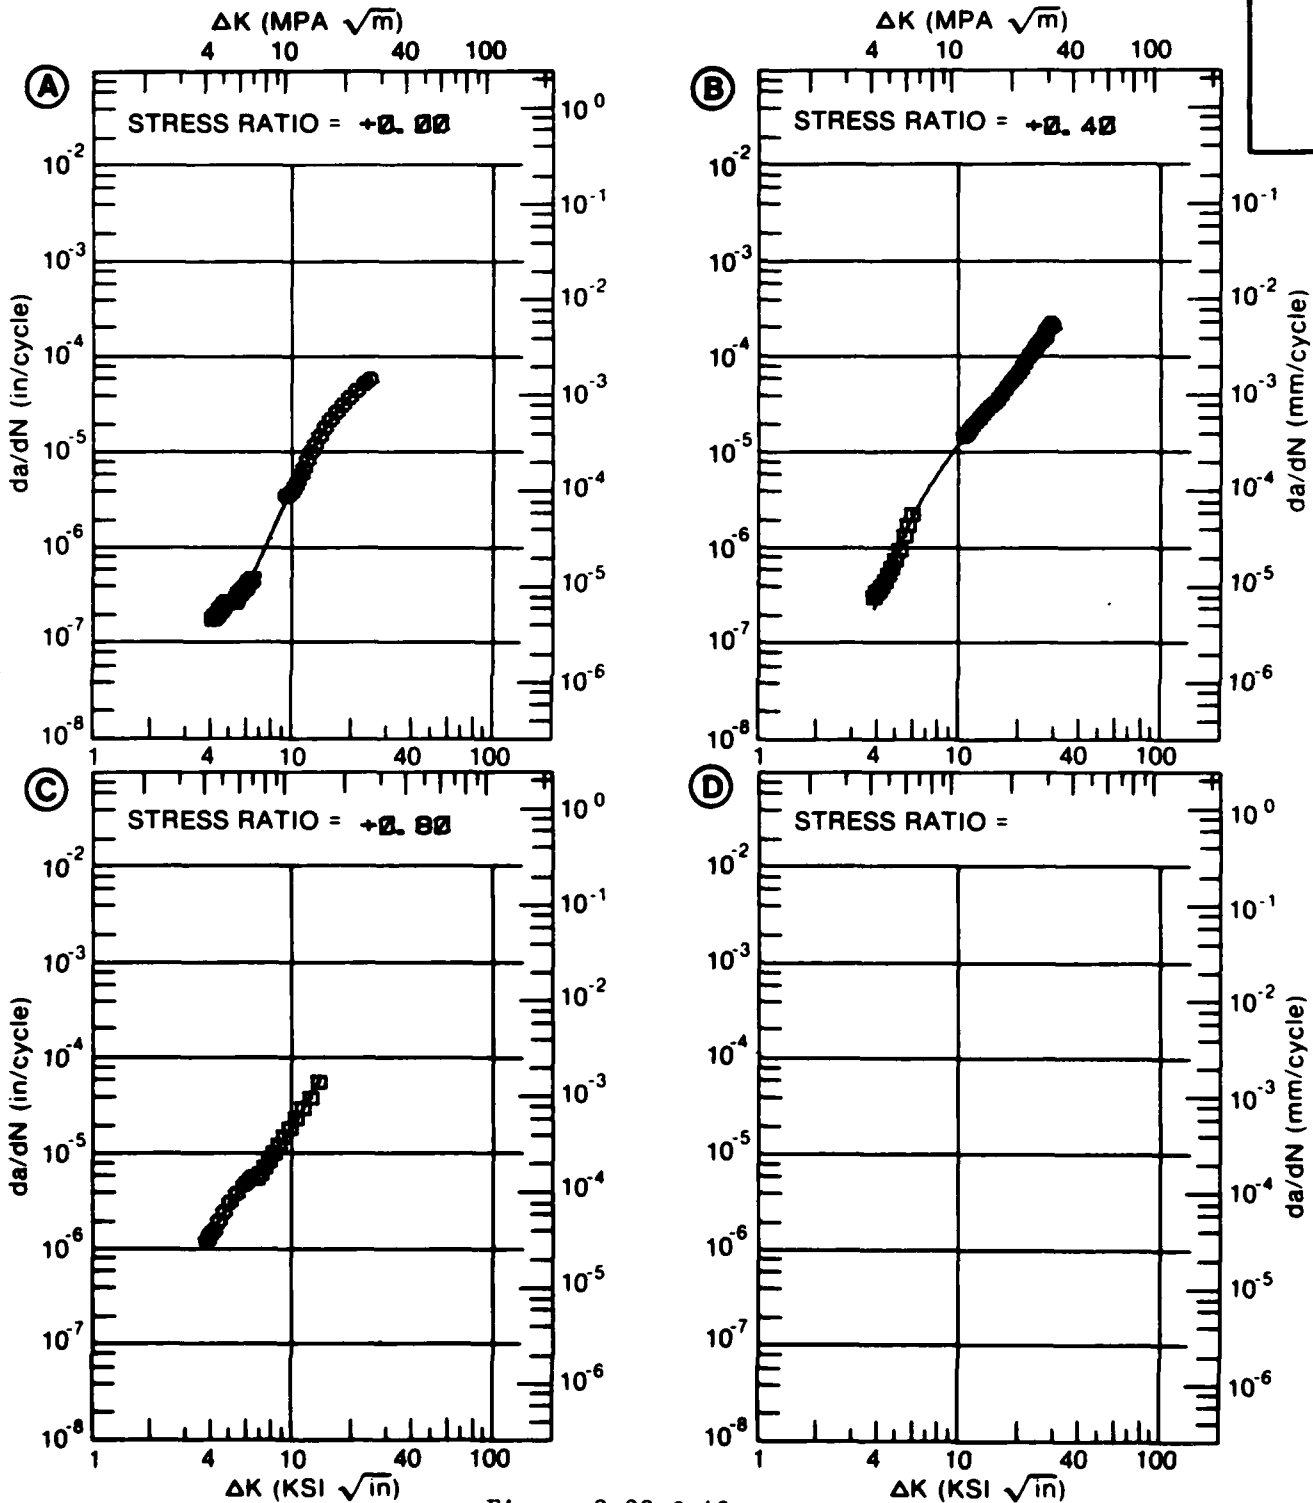 ΔK (MPA √m)
4 10 40 100
ΔK (MPA √m)
4 10 40 100
A
STRESS RATIO = +0.00
10^-2
10^-3
10^-4
10^-5
10^-6
10^-7
10^-8
da/dN (in/cycle)
10^0
10^-1
10^-2
10^-3
10^-4
10^-5
10^-6
1 4 10 40 100
B
STRESS RATIO = +0.40
10^-2
10^-3
10^-4
10^-5
10^-6
10^-7
10^-8
10^-1
10^-2
10^-3
10^-4
10^-5
10^-6
da/dN (mm/cycle)
1 4 10 40 100
C
STRESS RATIO = +0.80
10^-2
10^-3
10^-4
10^-5
10^-6
10^-7
10^-8
da/dN (in/cycle)
10^0
10^-1
10^-2
10^-3
10^-4
10^-5
10^-6
1 4 10 40 100
ΔK (KSI √in)
D
STRESS RATIO =
10^-2
10^-3
10^-4
10^-5
10^-6
10^-7
10^-8
10^0
10^-1
10^-2
10^-3
10^-4
10^-5
10^-6
da/dN (mm/cycle)
1 4 10 40 100
ΔK (KSI √in)